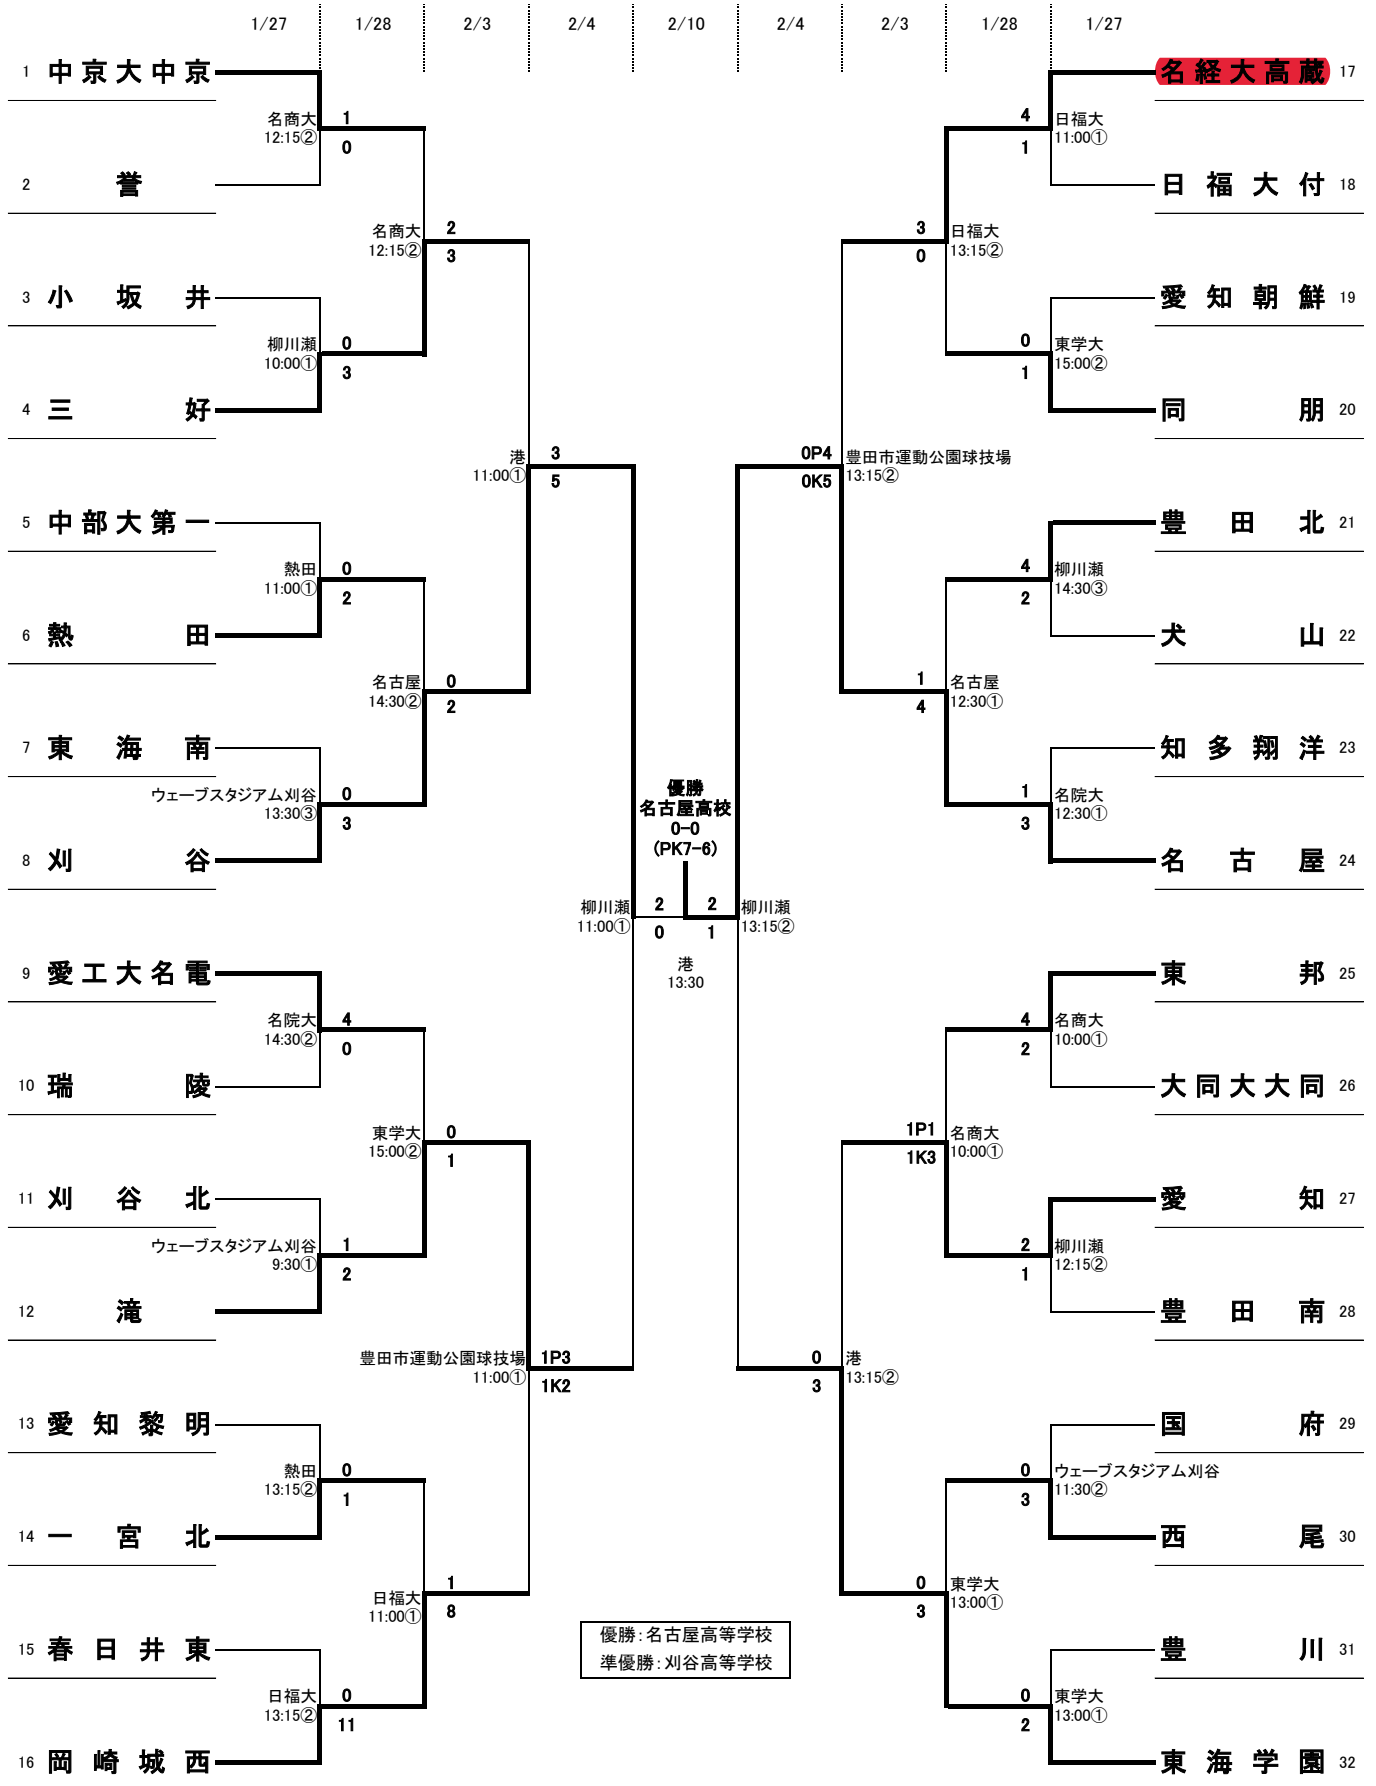 1/27 1/28 2/3 2/4 2/10 2/4 2/3 1/28 1/27
1 中京大中京
名商大
12:15②
1
0
2 誉
名商大
12:15②
2
3
3 小坂井
柳川瀬
10:00①
0
3
4 三好
港
11:00①
3
5
5 中部大第一
熱田
11:00①
0
2
6 熱田
名古屋
14:30②
0
2
7 東海南
ウェーブスタジアム刈谷
13:30③
0
3
8 刈谷
柳川瀬
11:00①
2
0
9 愛工大名電
名院大
14:30②
4
0
10 瑞陵
東学大
15:00②
0
1
11 刈谷北
ウェーブスタジアム刈谷
9:30①
1
2
12 滝
豊田市運動公園球技場
11:00①
1P3
1K2
13 愛知黎明
熱田
13:15②
0
1
14 一宮北
日福大
11:00①
1
8
15 春日井東
日福大
13:15②
0
11
16 岡崎城西
優勝
名古屋高校
0-0
(PK7-6)
港
13:30
優勝:名古屋高等学校
準優勝:刈谷高等学校
名経大高蔵 17
4
1
日福大
11:00①
日福大付 18
3
0
日福大
13:15②
愛知朝鮮 19
0
1
東学大
15:00②
同朋 20
0P4
0K5
豊田市運動公園球技場
13:15②
豊田北 21
4
2
柳川瀬
14:30③
犬山 22
1
4
名古屋
12:30①
知多翔洋 23
1
3
名院大
12:30①
名古屋 24
2
1
柳川瀬
13:15②
東邦 25
4
2
名商大
10:00①
大同大大同 26
1P1
1K3
名商大
10:00①
愛知 27
2
1
柳川瀬
12:15②
豊田南 28
0
3
港
13:15②
国府 29
0
3
ウェーブスタジアム刈谷
11:30②
西尾 30
0
3
東学大
13:00①
豊川 31
0
2
東学大
13:00①
東海学園 32